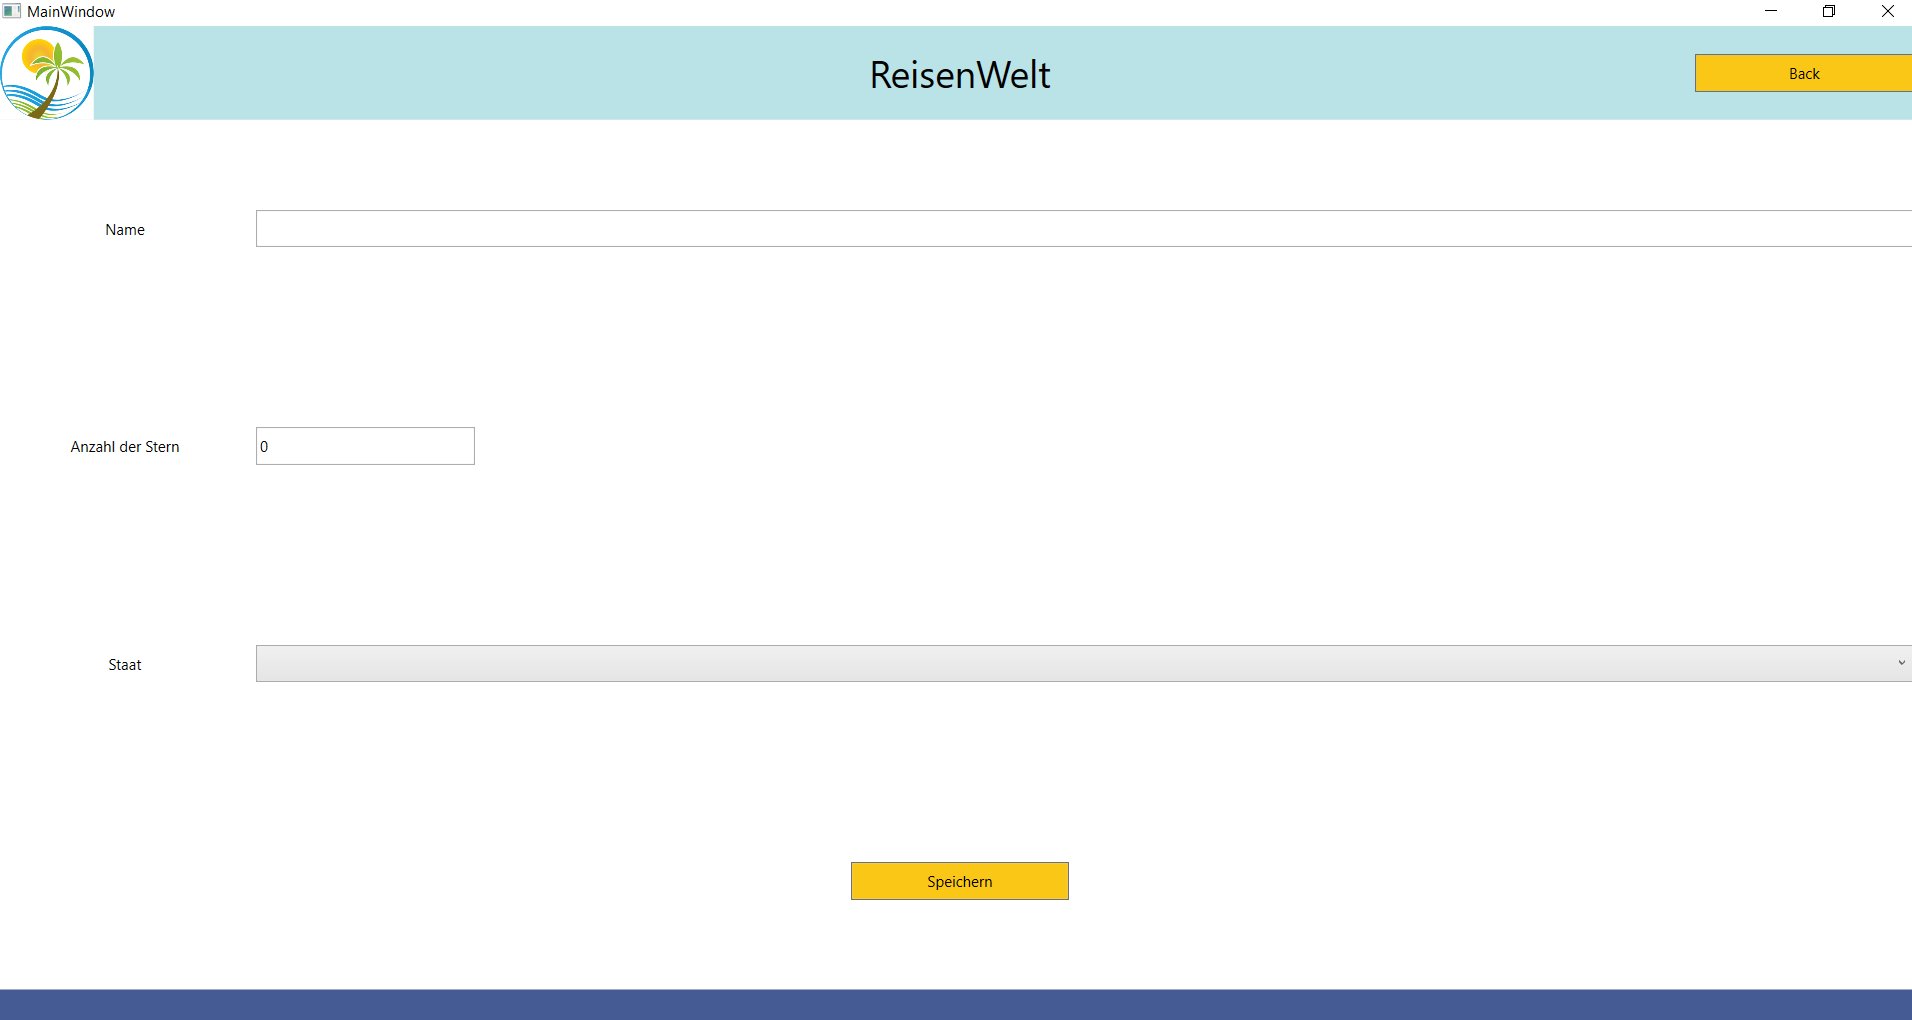 MainWindow
ReisenWelt
Back
Name
Anzahl der Stern
0
Staat
Speichern